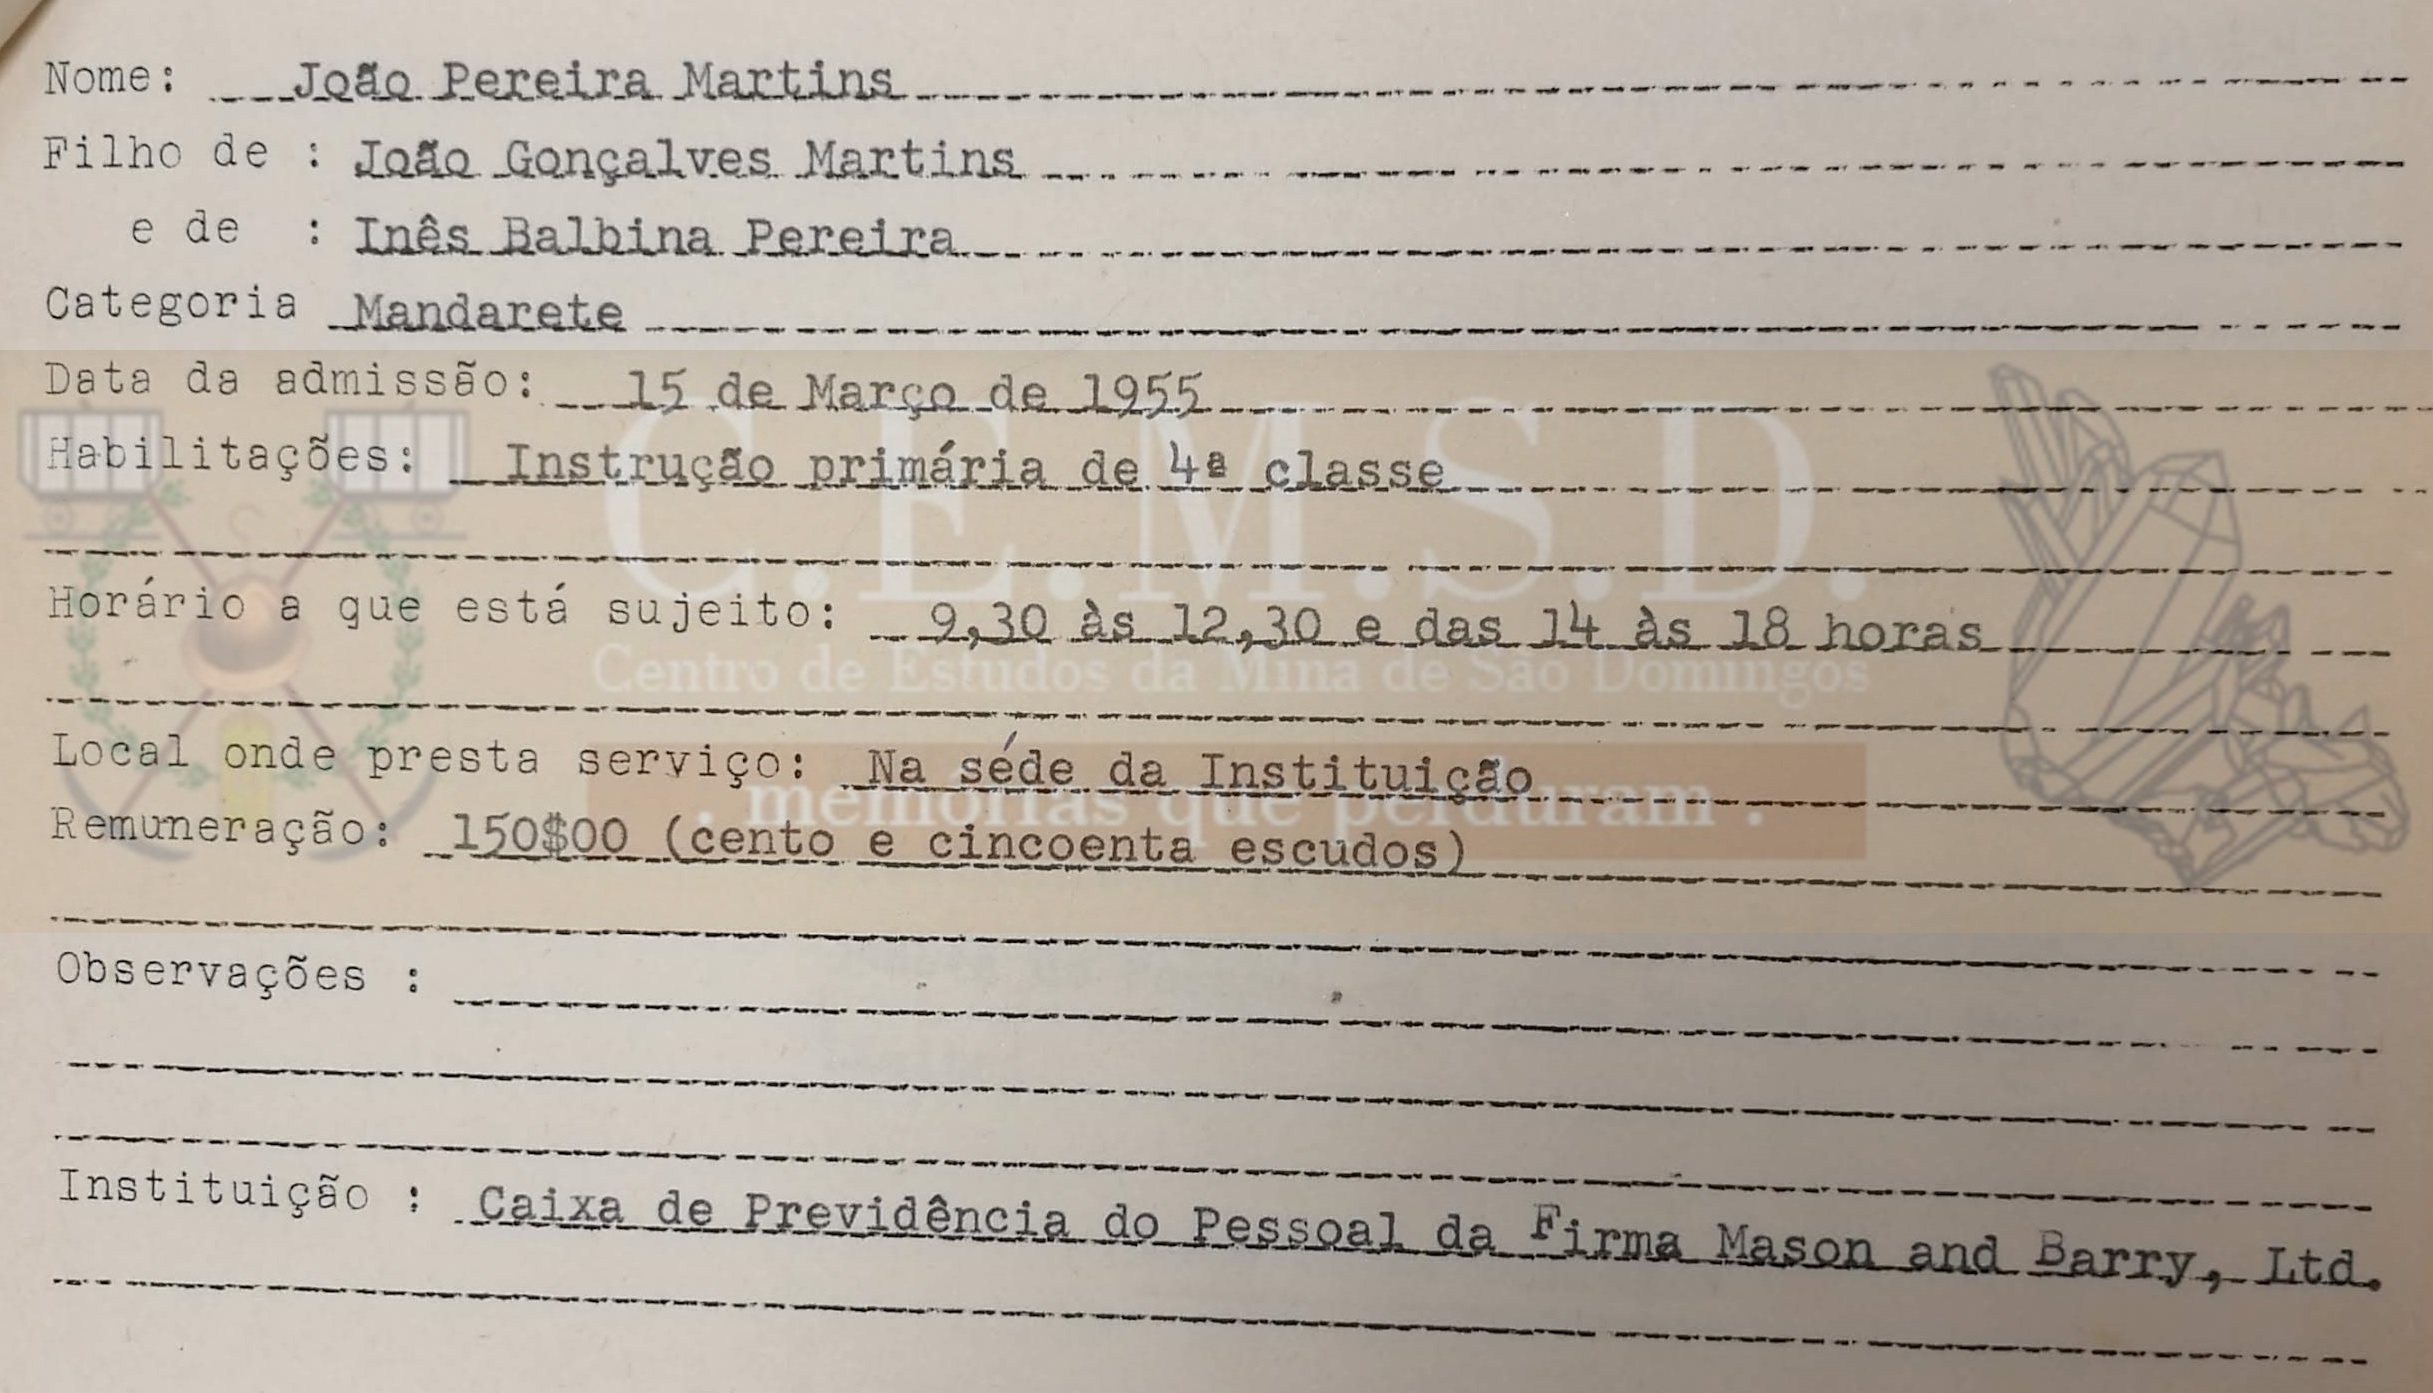 Nome: João Pereira Martins
Filho de : João Gonçalves Martins
e de : Inês Balbina Pereira
Categoria Mandarete
Data da admissão: 15 de Março de 1955
Habilitações: Instrução primária de 4ª classe
C.E.M.S.D.
Horário a que está sujeito: 9,30 às 12,30 e das 14 às 18 horas
Centro de Estudos da Mina de São Domingos
Local onde presta serviço: Na séde da Instituição
. memórias que perduram .
Remuneração: 150$00 (cento e cincoenta escudos)
Observações :
Instituição : Caixa de Previdência do Pessoal da Firma Mason and Barry, Ltd.